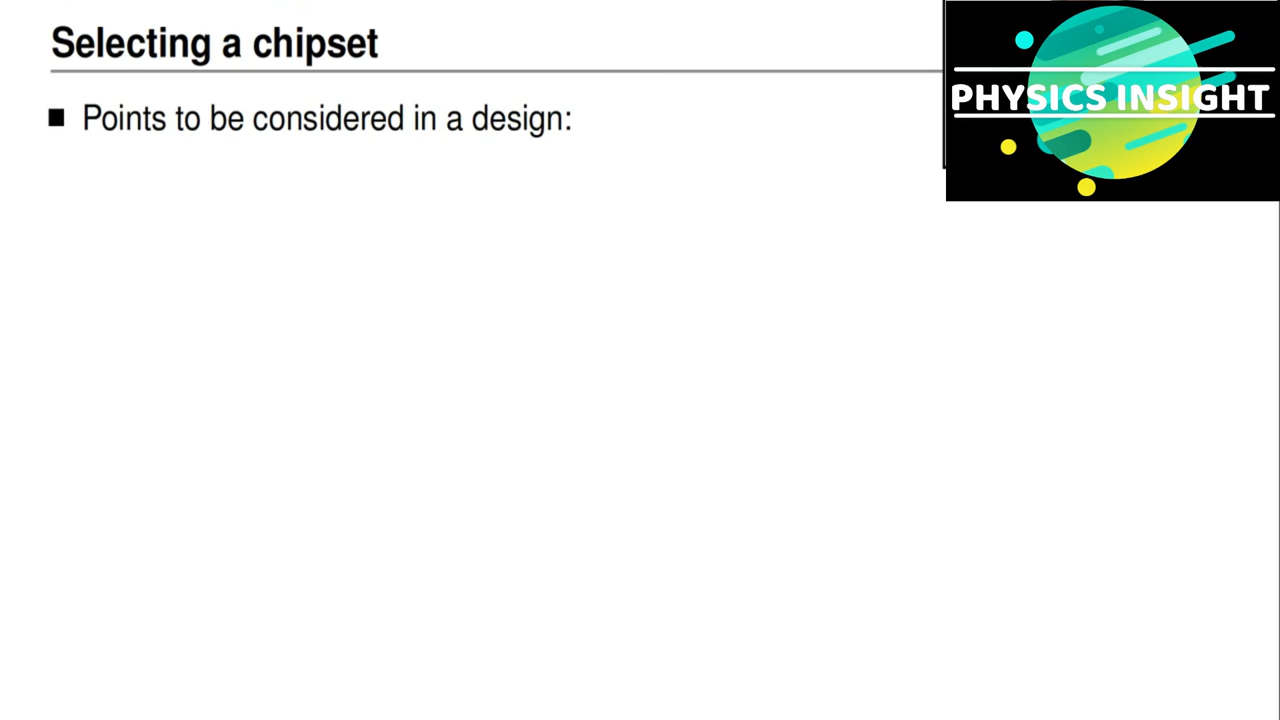 Selecting a chipset
PHYSICS INSIGHT
Points to be considered in a design: